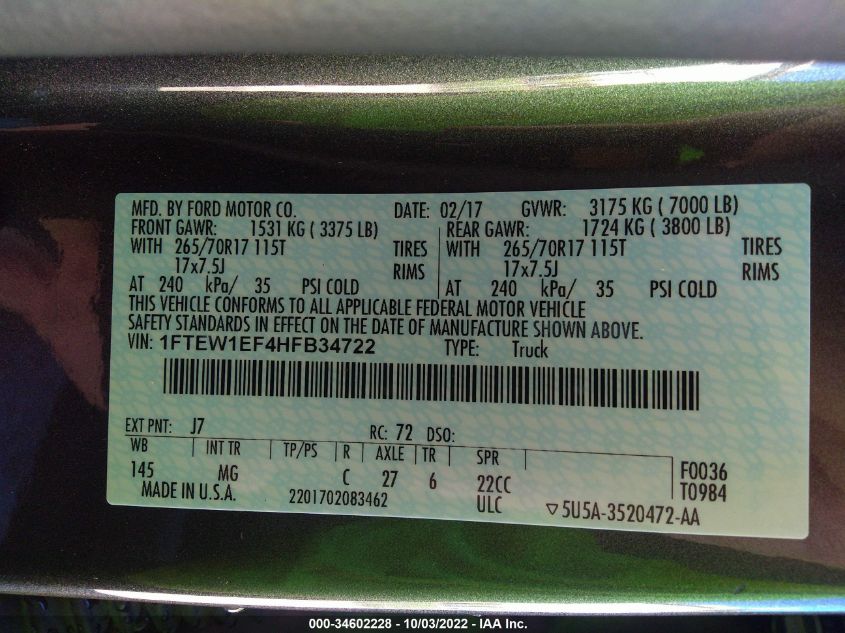 MFD. BY FORD MOTOR CO. DATE: 02/17 GVWR: 3175 KG ( 7000 LB)
FRONT GAWR: 1531 KG ( 3375 LB) REAR GAWR: 1724 KG ( 3800 LB)
WITH 265/70R17 115T TIRES WITH 265/70R17 115T TIRES
17x7.5J RIMS 17x7.5J RIMS
AT 240 kPa/ 35 PSI COLD AT 240 kPa/ 35 PSI COLD
THIS VEHICLE CONFORMS TO ALL APPLICABLE FEDERAL MOTOR VEHICLE
SAFETY STANDARDS IN EFFECT ON THE DATE OF MANUFACTURE SHOWN ABOVE.
VIN: 1FTEW1EF4HFB34722 TYPE: Truck
EXT PNT: J7 RC: 72 DSO:
WB INT TR TP/PS R AXLE TR SPR
145 MG C 27 6 22CC F0036
MADE IN U.S.A. 2201702083462 ULC T0984
▽5U5A-3520472-AA
000-34602228 - 10/03/2022 - IAA Inc.